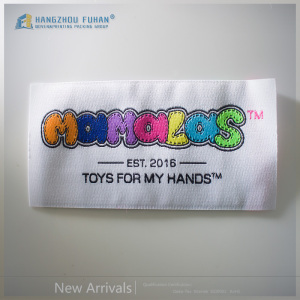 HANGZHOU FUHAN®
MAMALOS™
EST. 2016
TOYS FOR MY HANDS™
New Arrivals